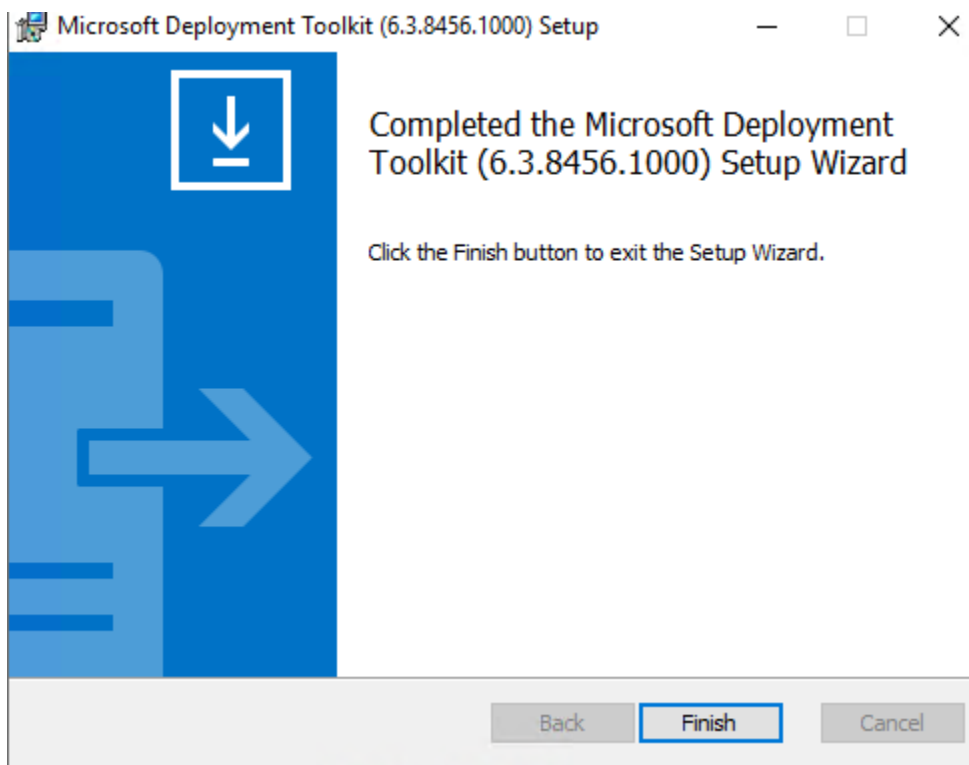 Microsoft Deployment Toolkit (6.3.8456.1000) Setup
Completed the Microsoft Deployment
Toolkit (6.3.8456.1000) Setup Wizard
Click the Finish button to exit the Setup Wizard.
Back Finish Cancel